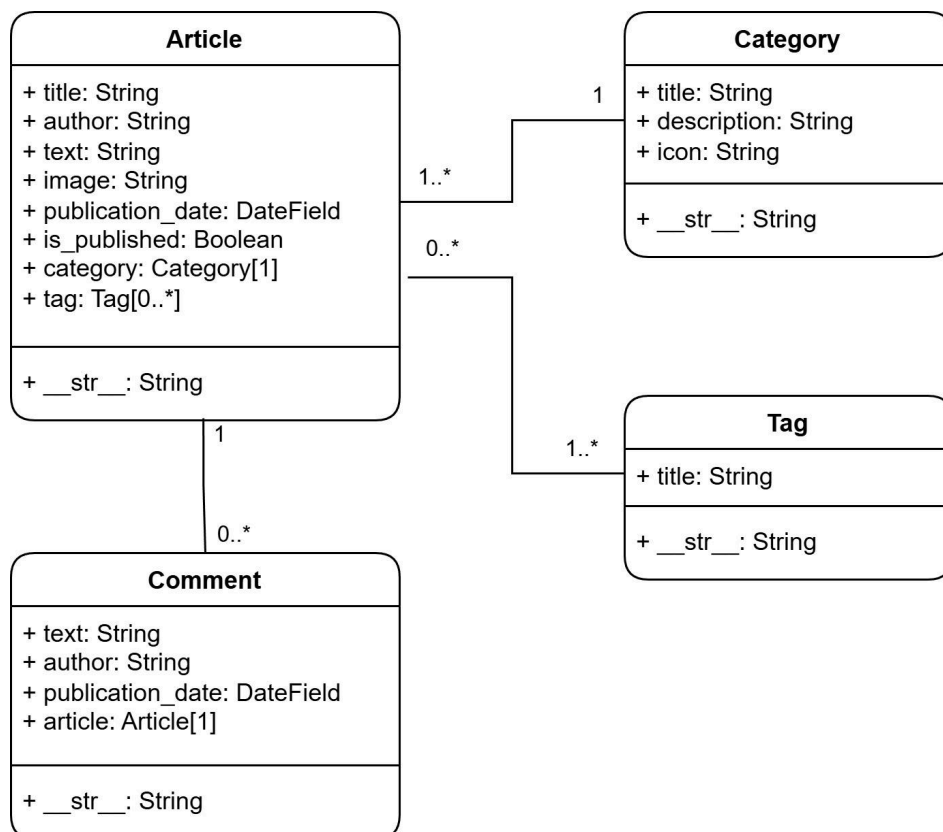 Article
+ title: String
+ author: String
+ text: String
+ image: String
+ publication_date: DateField
+ is_published: Boolean
+ category: Category[1]
+ tag: Tag[0..*]
+ __str__: String
Category
+ title: String
+ description: String
+ icon: String
+ __str__: String
1
1..*
0..*
1..*
Tag
+ title: String
+ __str__: String
1
0..*
Comment
+ text: String
+ author: String
+ publication_date: DateField
+ article: Article[1]
+ __str__: String